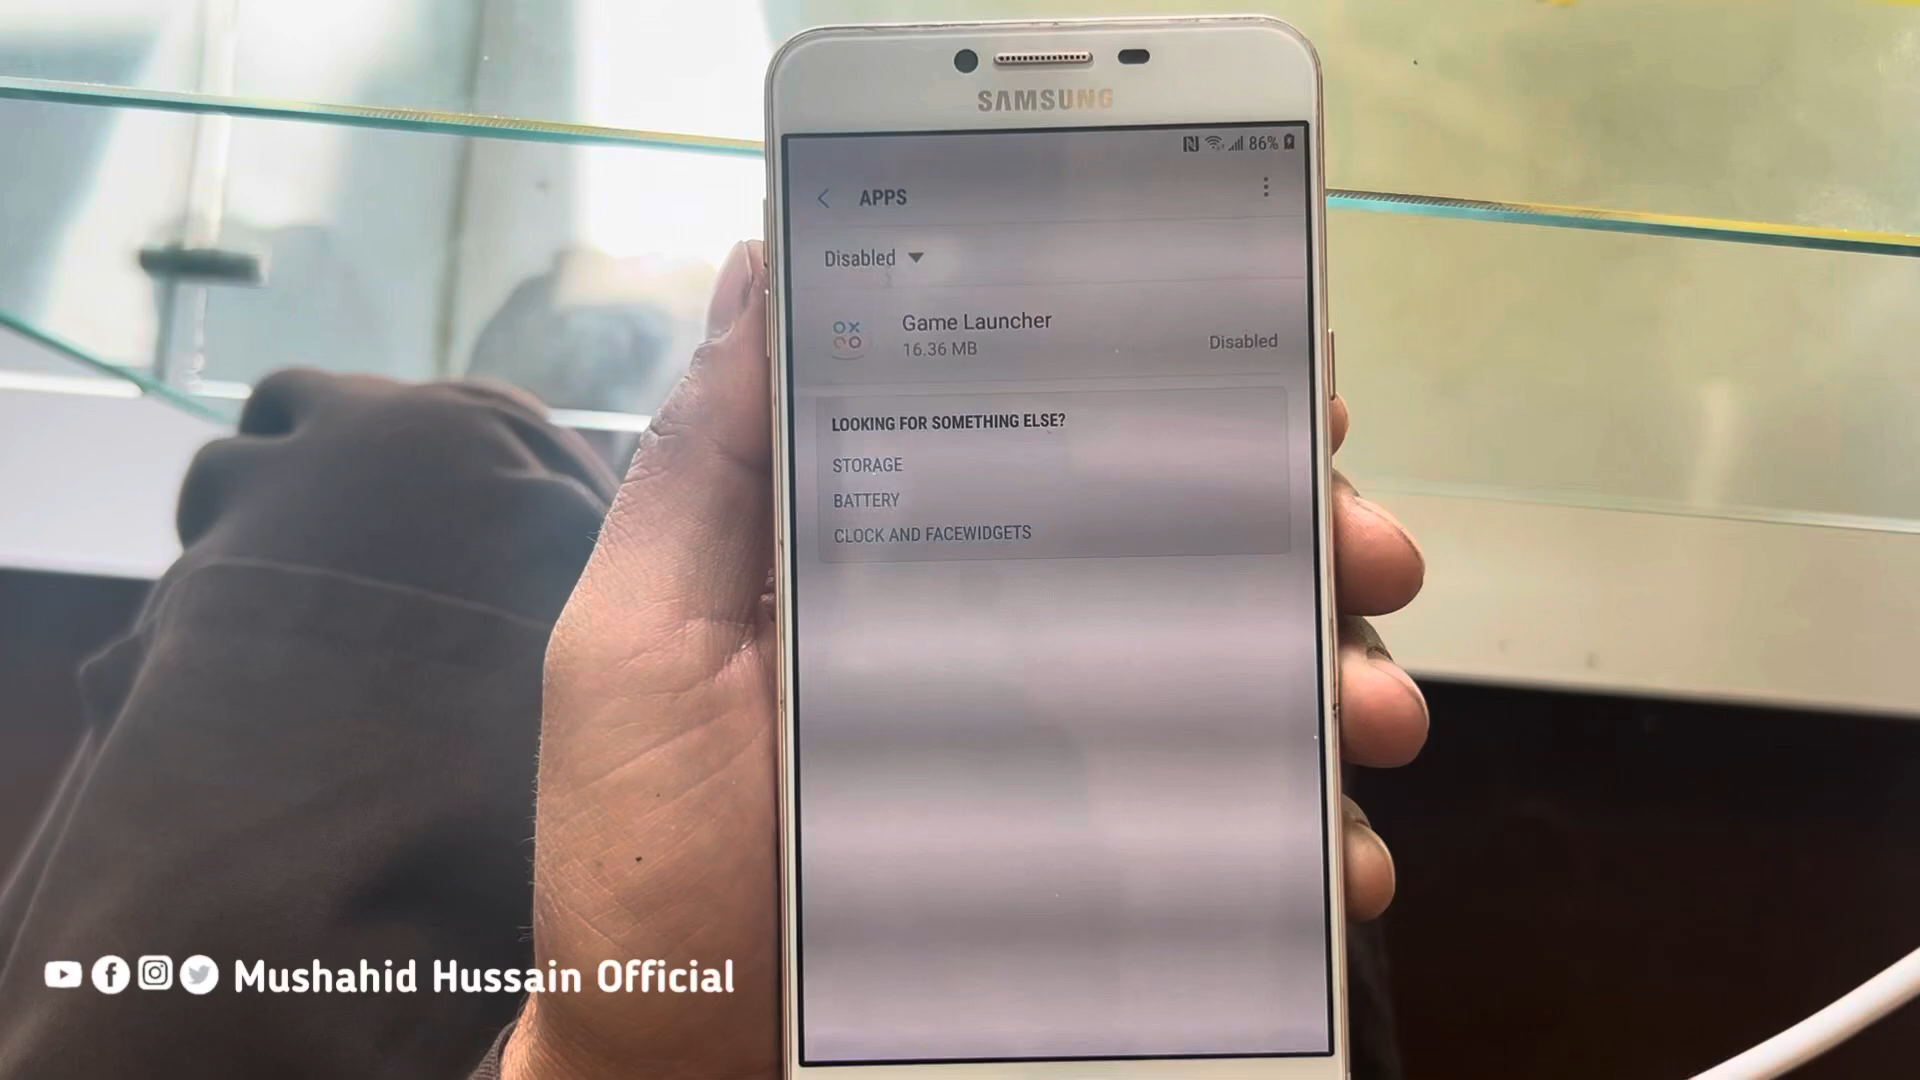 SAMSUNG
86%
APPS
Disabled
Game Launcher
16.36 MB
Disabled
LOOKING FOR SOMETHING ELSE?
STORAGE
BATTERY
CLOCK AND FACEWIDGETS
Mushahid Hussain Official